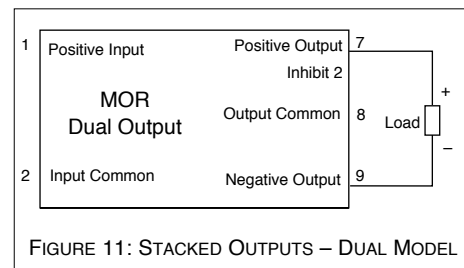 1 Positive Input Positive Output 7
Inhibit 2
MOR
Dual Output
Output Common 8 Load + –
2 Input Common Negative Output 9
FIGURE 11: STACKED OUTPUTS – DUAL MODEL